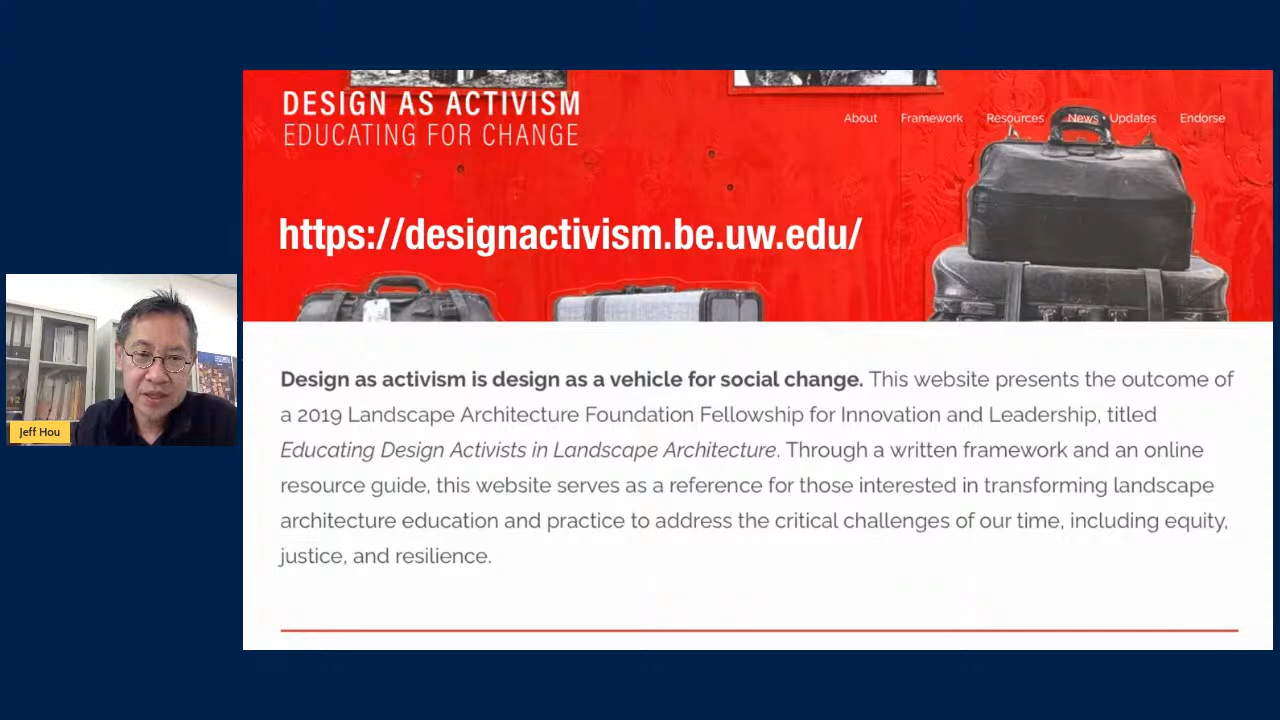 DESIGN AS ACTIVISM
EDUCATING FOR CHANGE
About Framework Resources News + Updates Endorse
https://designactivism.be.uw.edu/
Jeff Hou
Design as activism is design as a vehicle for social change. This website presents the outcome of
a 2019 Landscape Architecture Foundation Fellowship for Innovation and Leadership, titled
Educating Design Activists in Landscape Architecture. Through a written framework and an online
resource guide, this website serves as a reference for those interested in transforming landscape
architecture education and practice to address the critical challenges of our time, including equity,
justice, and resilience.